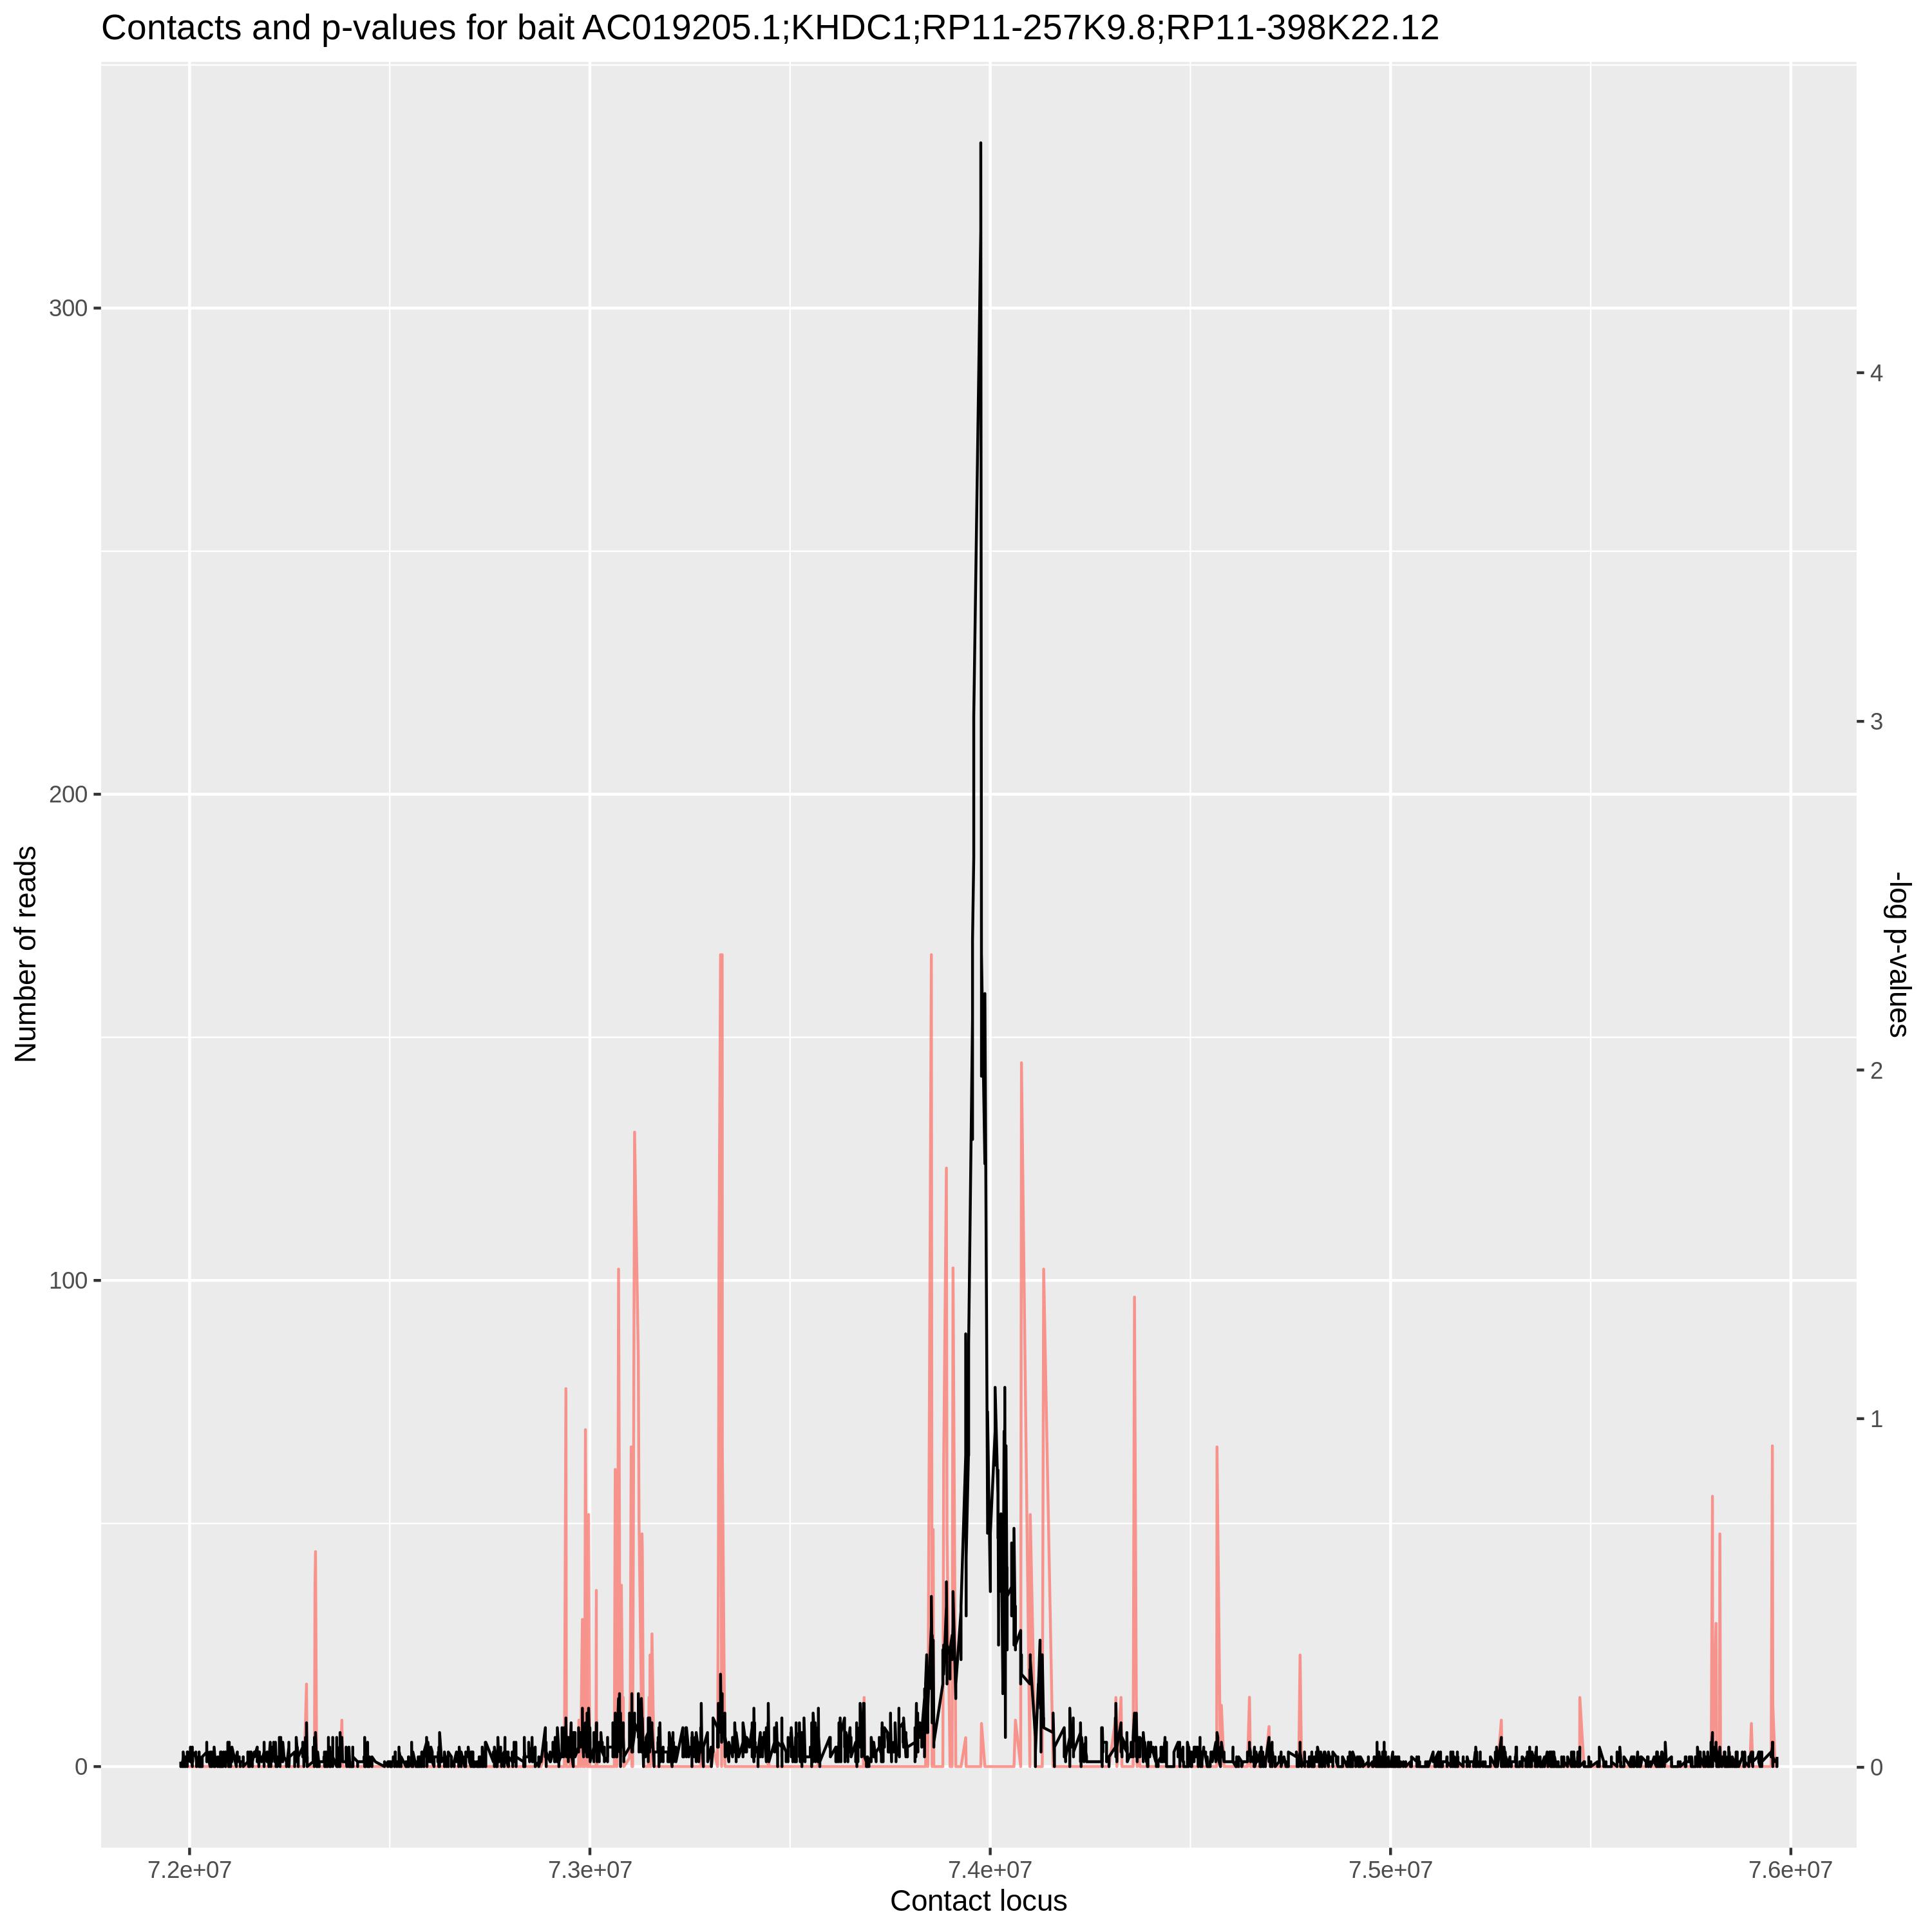 Contacts and p-values for bait AC019205.1;KHDC1;RP11-257K9.8;RP11-398K22.12
300
200
100
0
Number of reads
4
3
2
1
0
-log p-values
7.2e+07 7.3e+07 7.4e+07 7.5e+07 7.6e+07
Contact locus